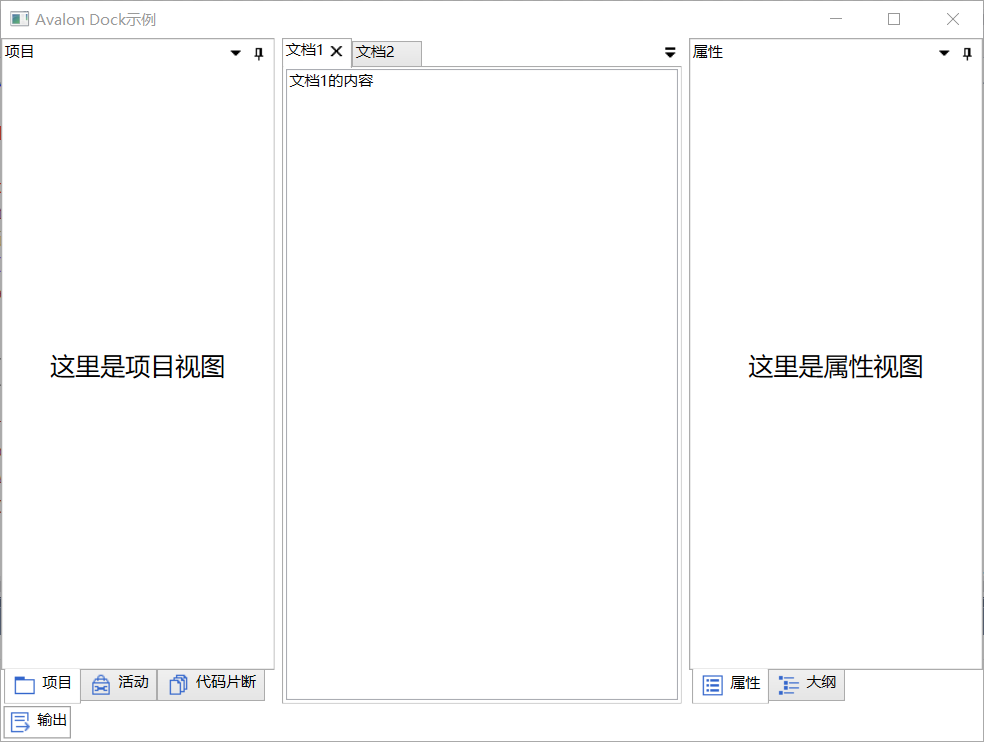 Avalon Dock示例
项目
文档1
文档2
属性
文档1的内容
这里是项目视图
这里是属性视图
项目
活动
代码片断
属性
大纲
输出